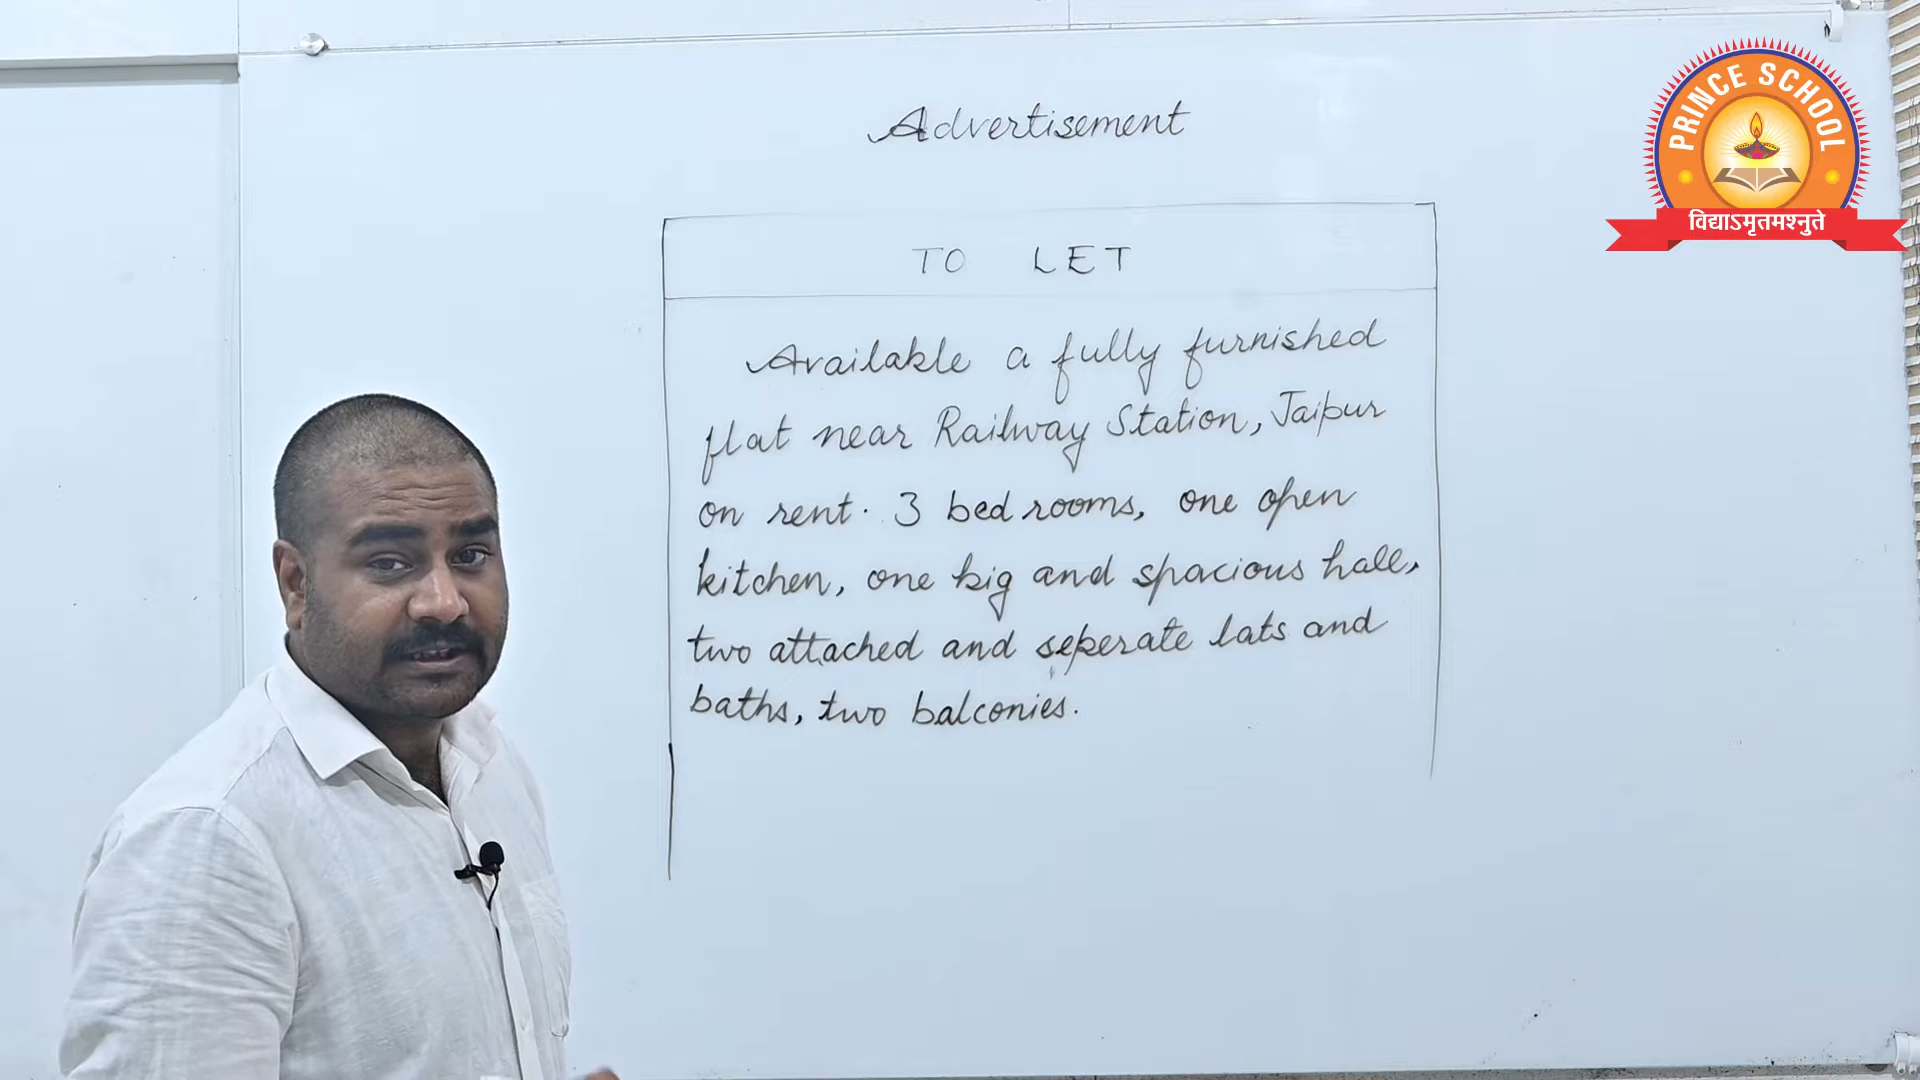 Advertisement
PRINCE SCHOOL
विद्याऽमृतमश्नुते
TO LET
Available a fully furnished
flat near Railway Station, Jaipur
on rent. 3 bed rooms, one open
kitchen, one big and spacious hall,
two attached and seperate lats and
baths, two balconies.